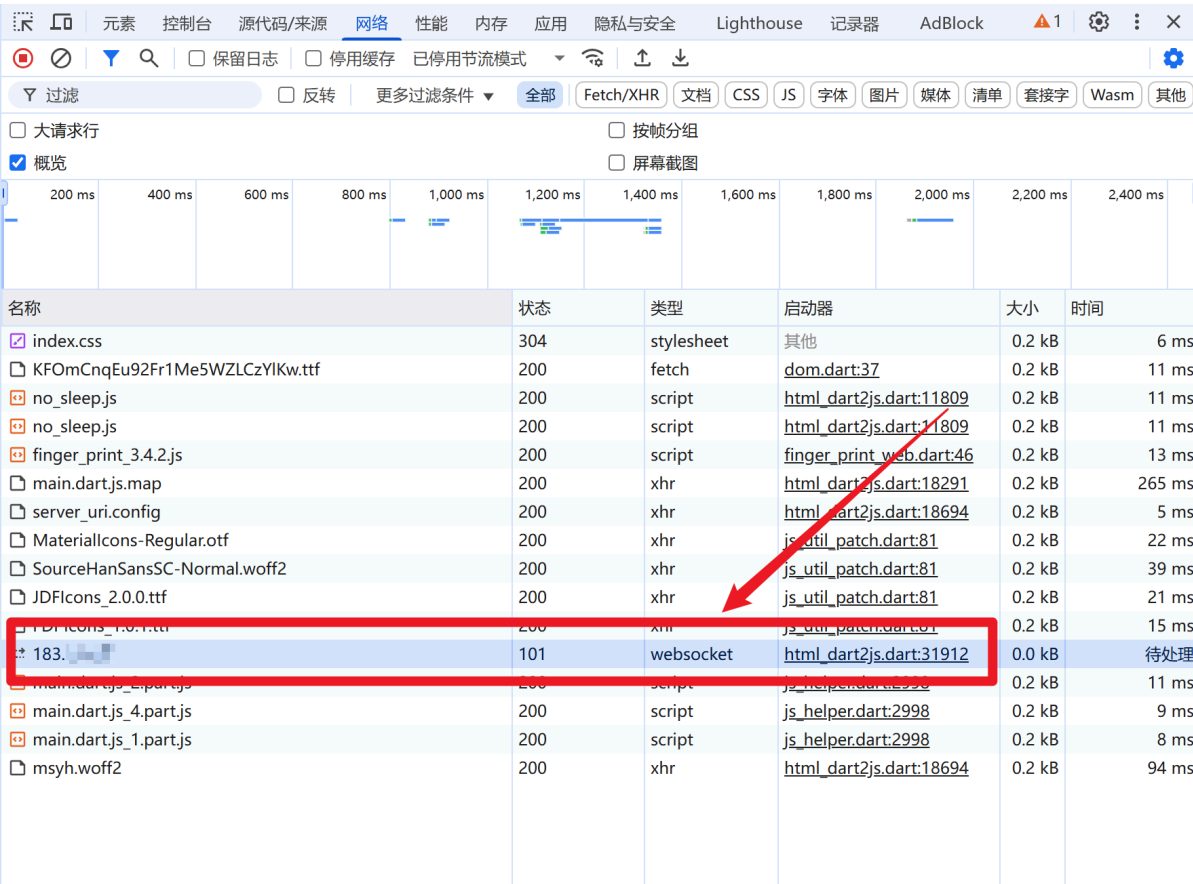 元素 控制台 源代码/来源 网络 性能 内存 应用 隐私与安全 Lighthouse 记录器 AdBlock 1
保留日志 停用缓存 已停用节流模式
过滤 反转 更多过滤条件 全部 Fetch/XHR 文档 CSS JS 字体 图片 媒体 清单 套接字 Wasm 其他
大请求行 按帧分组
概览 屏幕截图
200 ms 400 ms 600 ms 800 ms 1,000 ms 1,200 ms 1,400 ms 1,600 ms 1,800 ms 2,000 ms 2,200 ms 2,400 ms
名称 状态 类型 启动器 大小 时间
index.css 304 stylesheet 其他 0.2 kB 6 ms
KFOmCnqEu92Fr1Me5WZLCzYlKw.ttf 200 fetch dom.dart:37 0.2 kB 11 ms
no_sleep.js 200 script html_dart2js.dart:11809 0.2 kB 11 ms
no_sleep.js 200 script html_dart2js.dart:11809 0.2 kB 11 ms
finger_print_3.4.2.js 200 script finger_print_web.dart:46 0.2 kB 13 ms
main.dart.js.map 200 xhr html_dart2js.dart:18291 0.2 kB 265 ms
server_uri.config 200 xhr html_dart2js.dart:18694 0.2 kB 5 ms
MaterialIcons-Regular.otf 200 xhr js_util_patch.dart:81 0.2 kB 22 ms
SourceHanSansSC-Normal.woff2 200 xhr js_util_patch.dart:81 0.2 kB 39 ms
JDFIcons_2.0.0.ttf 200 xhr js_util_patch.dart:81 0.2 kB 21 ms
200 xhr js_util_patch.dart:81 0.2 kB 15 ms
183. 101 websocket html_dart2js.dart:31912 0.0 kB 待处理
main.dart.js_2.part.js 200 script js_helper.dart:2998 0.2 kB 11 ms
main.dart.js_4.part.js 200 script js_helper.dart:2998 0.2 kB 9 ms
main.dart.js_1.part.js 200 script js_helper.dart:2998 0.2 kB 8 ms
msyh.woff2 200 xhr html_dart2js.dart:18694 0.2 kB 94 ms